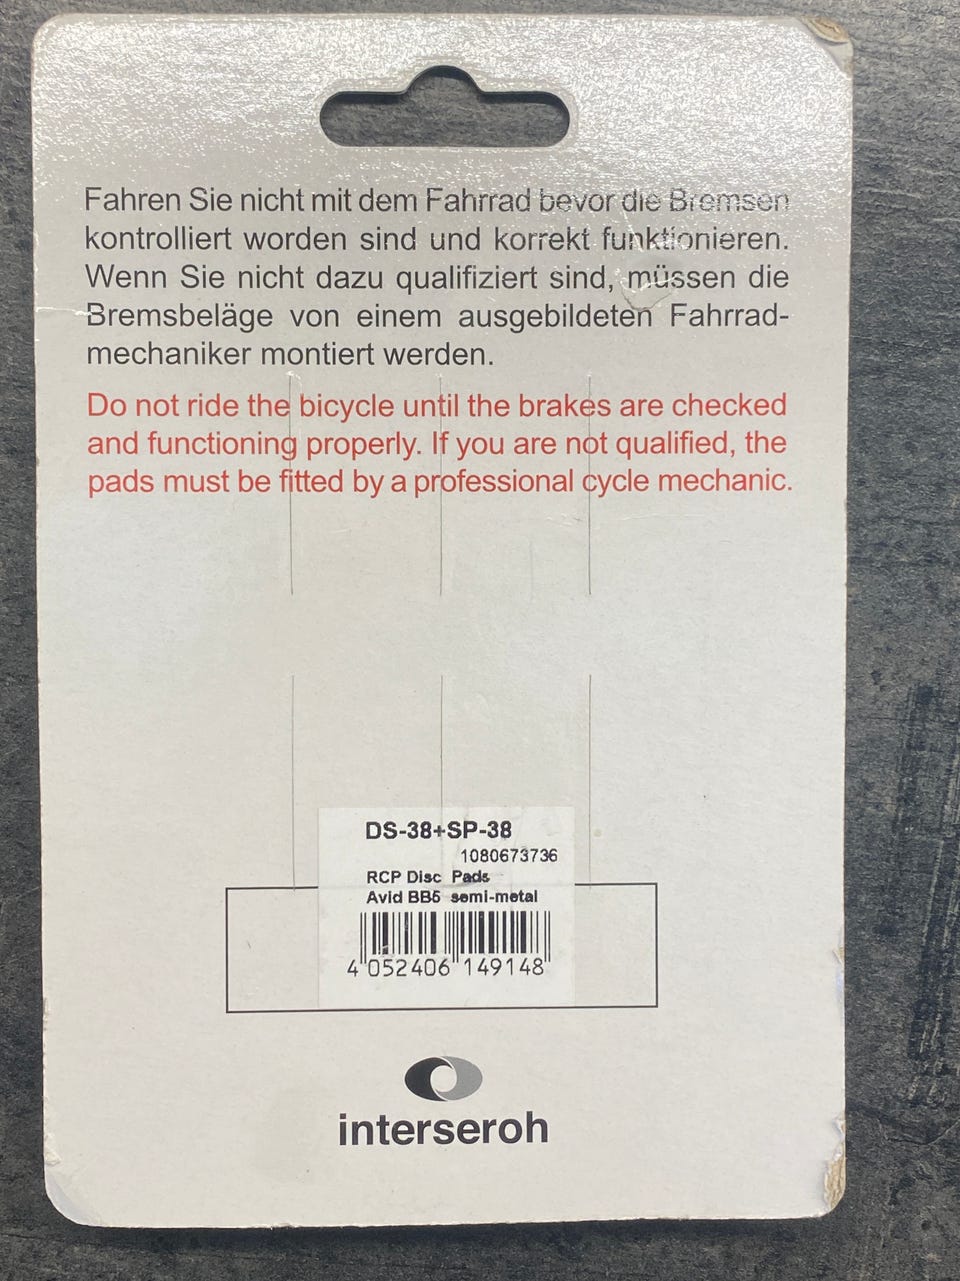 Fahren Sie nicht mit dem Fahrrad bevor die Bremsen
kontrolliert worden sind und korrekt funktionieren.
Wenn Sie nicht dazu qualifiziert sind, müssen die
Bremsbeläge von einem ausgebildeten Fahrrad-
mechaniker montiert werden.
Do not ride the bicycle until the brakes are checked
and functioning properly. If you are not qualified, the
pads must be fitted by a professional cycle mechanic.
DS-38+SP-38
1080673736
RCP Disc Pads
Avid BB5 semi-metal
4 052406 149148
interseroh